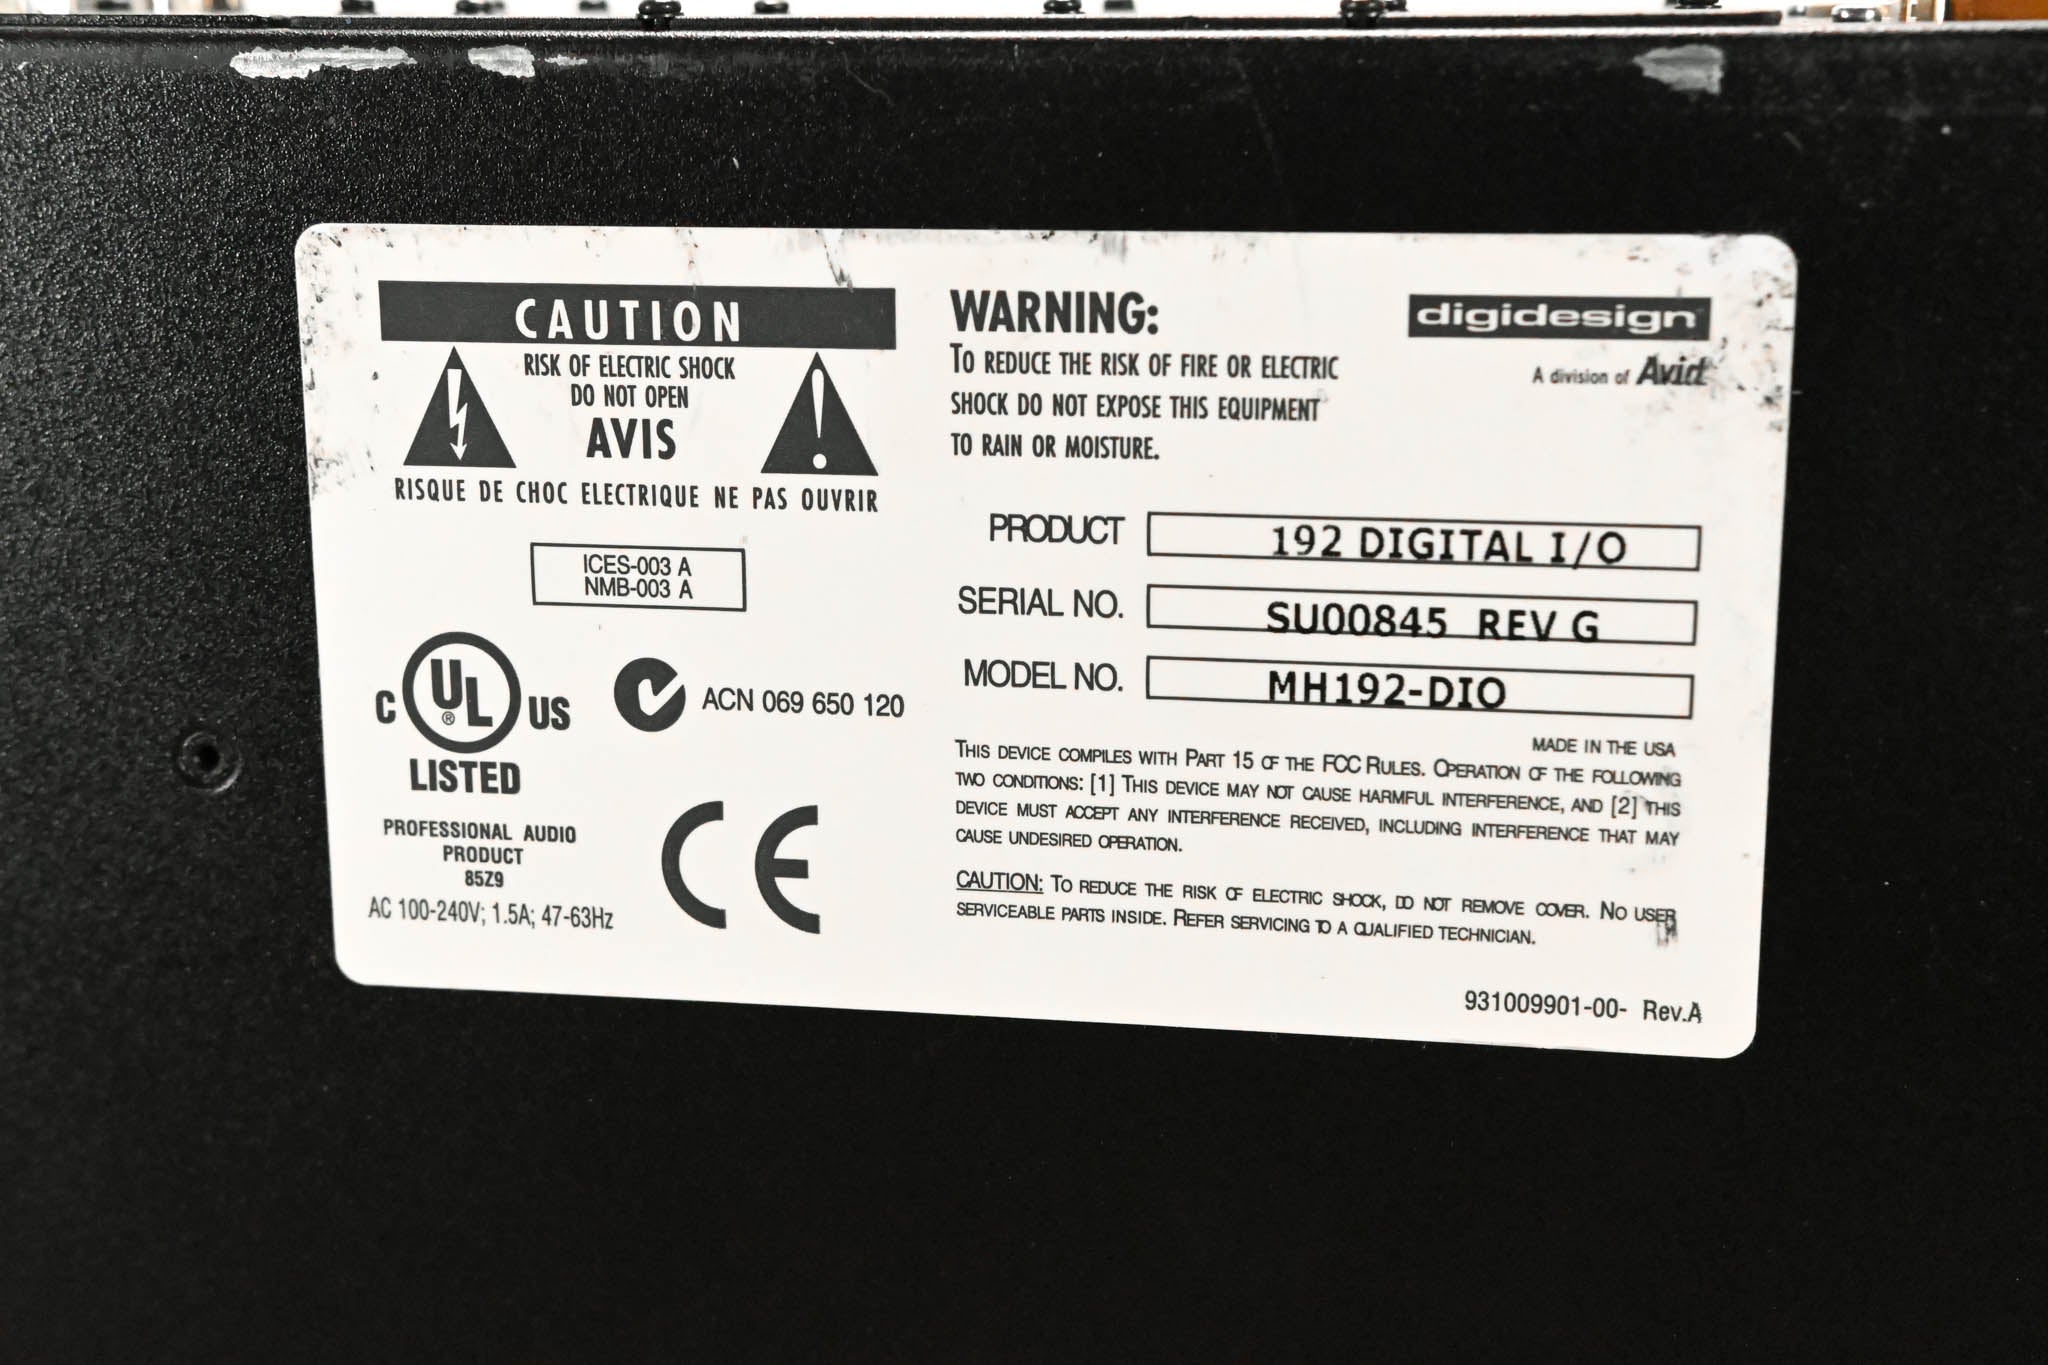 CAUTION
RISK OF ELECTRIC SHOCK
DO NOT OPEN
AVIS
RISQUE DE CHOC ELECTRIQUE NE PAS OUVRIR
ICES-003 A
NMB-003 A
C UL® US
LISTED
PROFESSIONAL AUDIO
PRODUCT
85Z9
AC 100-240V; 1.5A; 47-63Hz
ACN 069 650 120
CE
WARNING:
TO REDUCE THE RISK OF FIRE OR ELECTRIC
SHOCK DO NOT EXPOSE THIS EQUIPMENT
TO RAIN OR MOISTURE.
digidesign
A division of Avid
PRODUCT 192 DIGITAL I/O
SERIAL NO. SU00845 REV G
MODEL NO. MH192-DIO
MADE IN THE USA
THIS DEVICE COMPILES WITH PART 15 OF THE FCC RULES. OPERATION OF THE FOLLOWING
TWO CONDITIONS: [1] THIS DEVICE MAY NOT CAUSE HARMFUL INTERFERENCE, AND [2] THIS
DEVICE MUST ACCEPT ANY INTERFERENCE RECEIVED, INCLUDING INTERFERENCE THAT MAY
CAUSE UNDESIRED OPERATION.
CAUTION: TO REDUCE THE RISK OF ELECTRIC SHOCK, DO NOT REMOVE COVER. NO USER
SERVICEABLE PARTS INSIDE. REFER SERVICING TO A QUALIFIED TECHNICIAN.
931009901-00- Rev.A